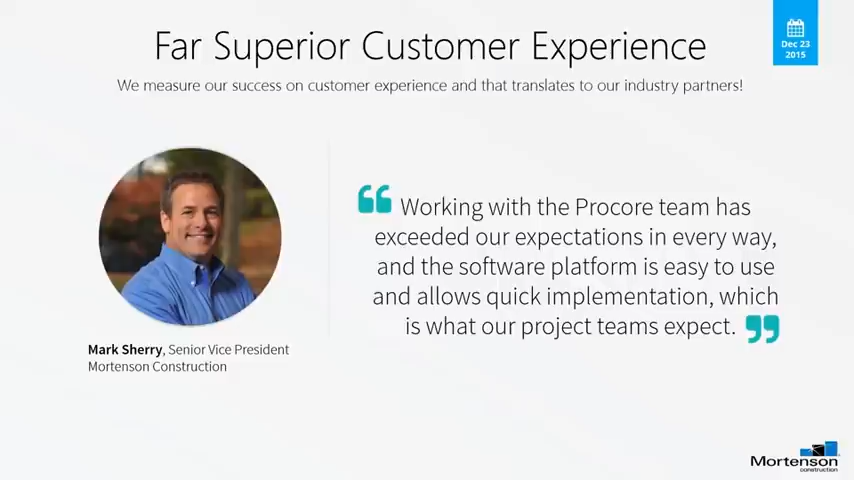 Far Superior Customer Experience
Dec 23
2015
We measure our success on customer experience and that translates to our industry partners!
“ Working with the Procore team has
exceeded our expectations in every way,
and the software platform is easy to use
and allows quick implementation, which
is what our project teams expect. ”
Mark Sherry, Senior Vice President
Mortenson Construction
Mortenson
construction